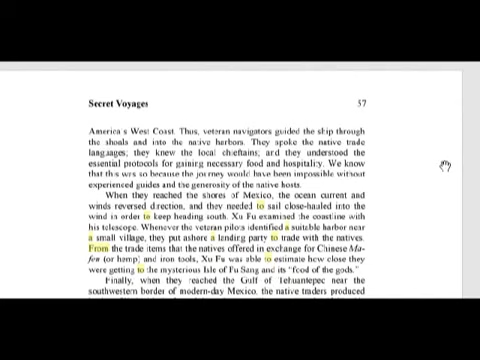 Secret Voyages 57
America's West Coast. Thus, veteran navigators guided the ship through
the shoals and into the native harbors. They spoke the native trade
languages; they knew the local chieftains; and they understood the
essential protocols for gaining necessary food and hospitality. We know
that this was so because the journey would have been impossible without
experienced guides and the generosity of the native hosts.
When they reached the shores of Mexico, the ocean current and
winds reversed direction, and they needed to sail close-hauled into the
wind in order to keep heading south. Xu Fu examined the coastline with
his telescope. Whenever the veteran pilots identified a suitable harbor near
a small village, they put ashore a landing party to trade with the natives.
From the trade items that the natives offered in exchange for Chinese Ma-
fen (or hemp) and iron tools, Xu Fu was able to estimate how close they
were getting to the mysterious Isle of Fu Sang and its "food of the gods."
Finally, when they reached the Gulf of Tehuantepec near the
southwestern border of modern-day Mexico, the native traders produced